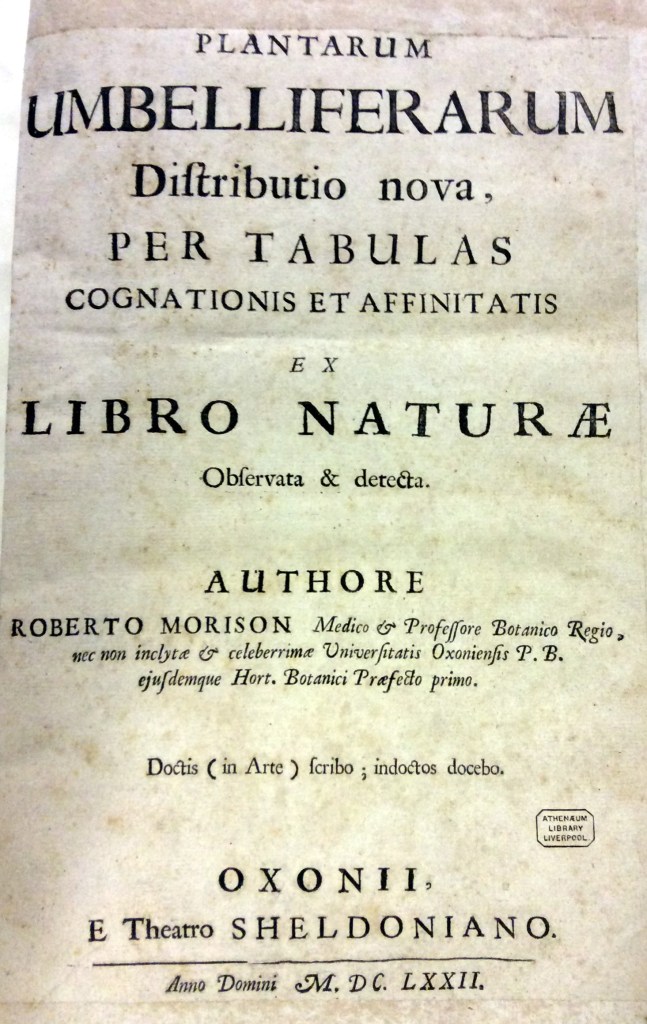 PLANTARUM
UMBELLIFERARUM
Diſtributio nova,
PER TABULAS
COGNATIONIS ET AFFINITATIS
EX
LIBRO NATURÆ
Obſervata & detecta.
AUTHORE
ROBERTO MORISON Medico & Profeſſore Botanico Regio,
nec non inclytæ & celeberrimæ Univerſitatis Oxonienſis P. B.
ejuſdemque Hort. Botanici Præfecto primo.
Doctis ( in Arte ) ſcribo ; indoctos docebo.
ATHENÆUM
LIBRARY
LIVERPOOL
OXONII,
E Theatro SHELDONIANO.
Anno Domini M. DC. LXXII.